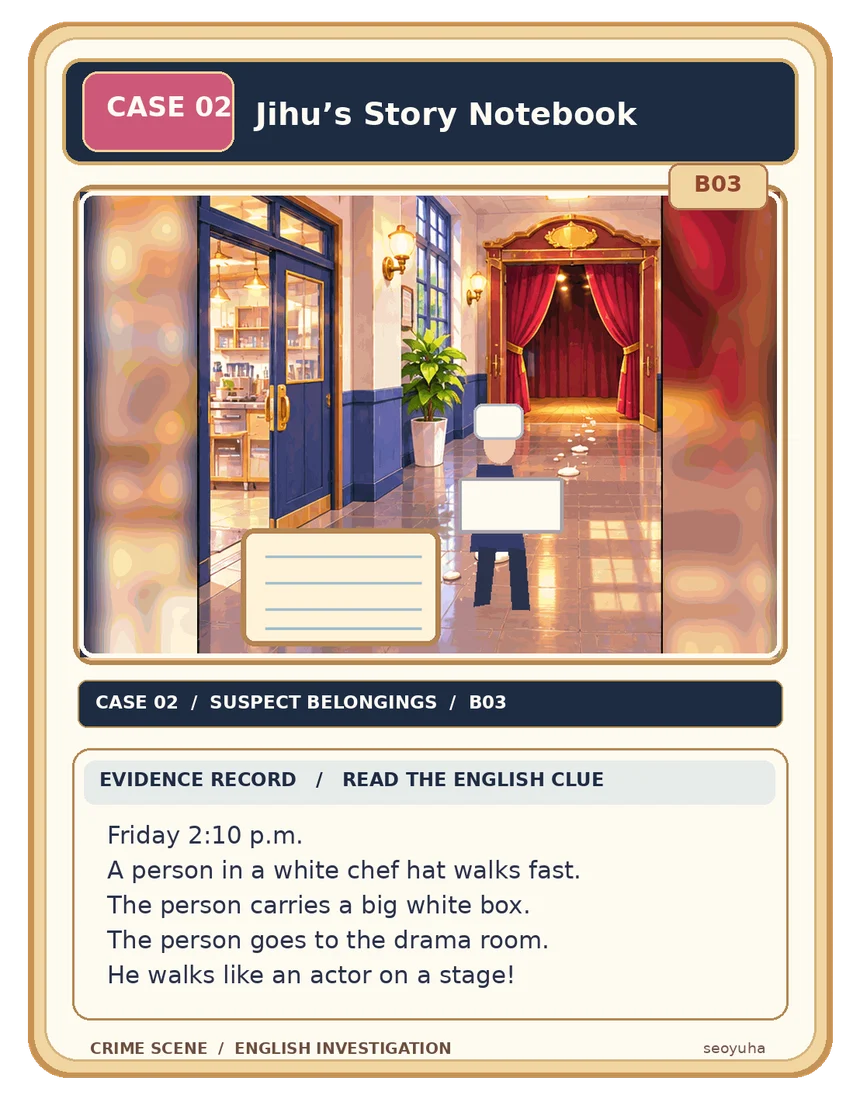 CASE 02
Jihu’s Story Notebook
B03
CASE 02 / SUSPECT BELONGINGS / B03
EVIDENCE RECORD / READ THE ENGLISH CLUE
Friday 2:10 p.m.
A person in a white chef hat walks fast.
The person carries a big white box.
The person goes to the drama room.
He walks like an actor on a stage!
CRIME SCENE / ENGLISH INVESTIGATION
seoyuha